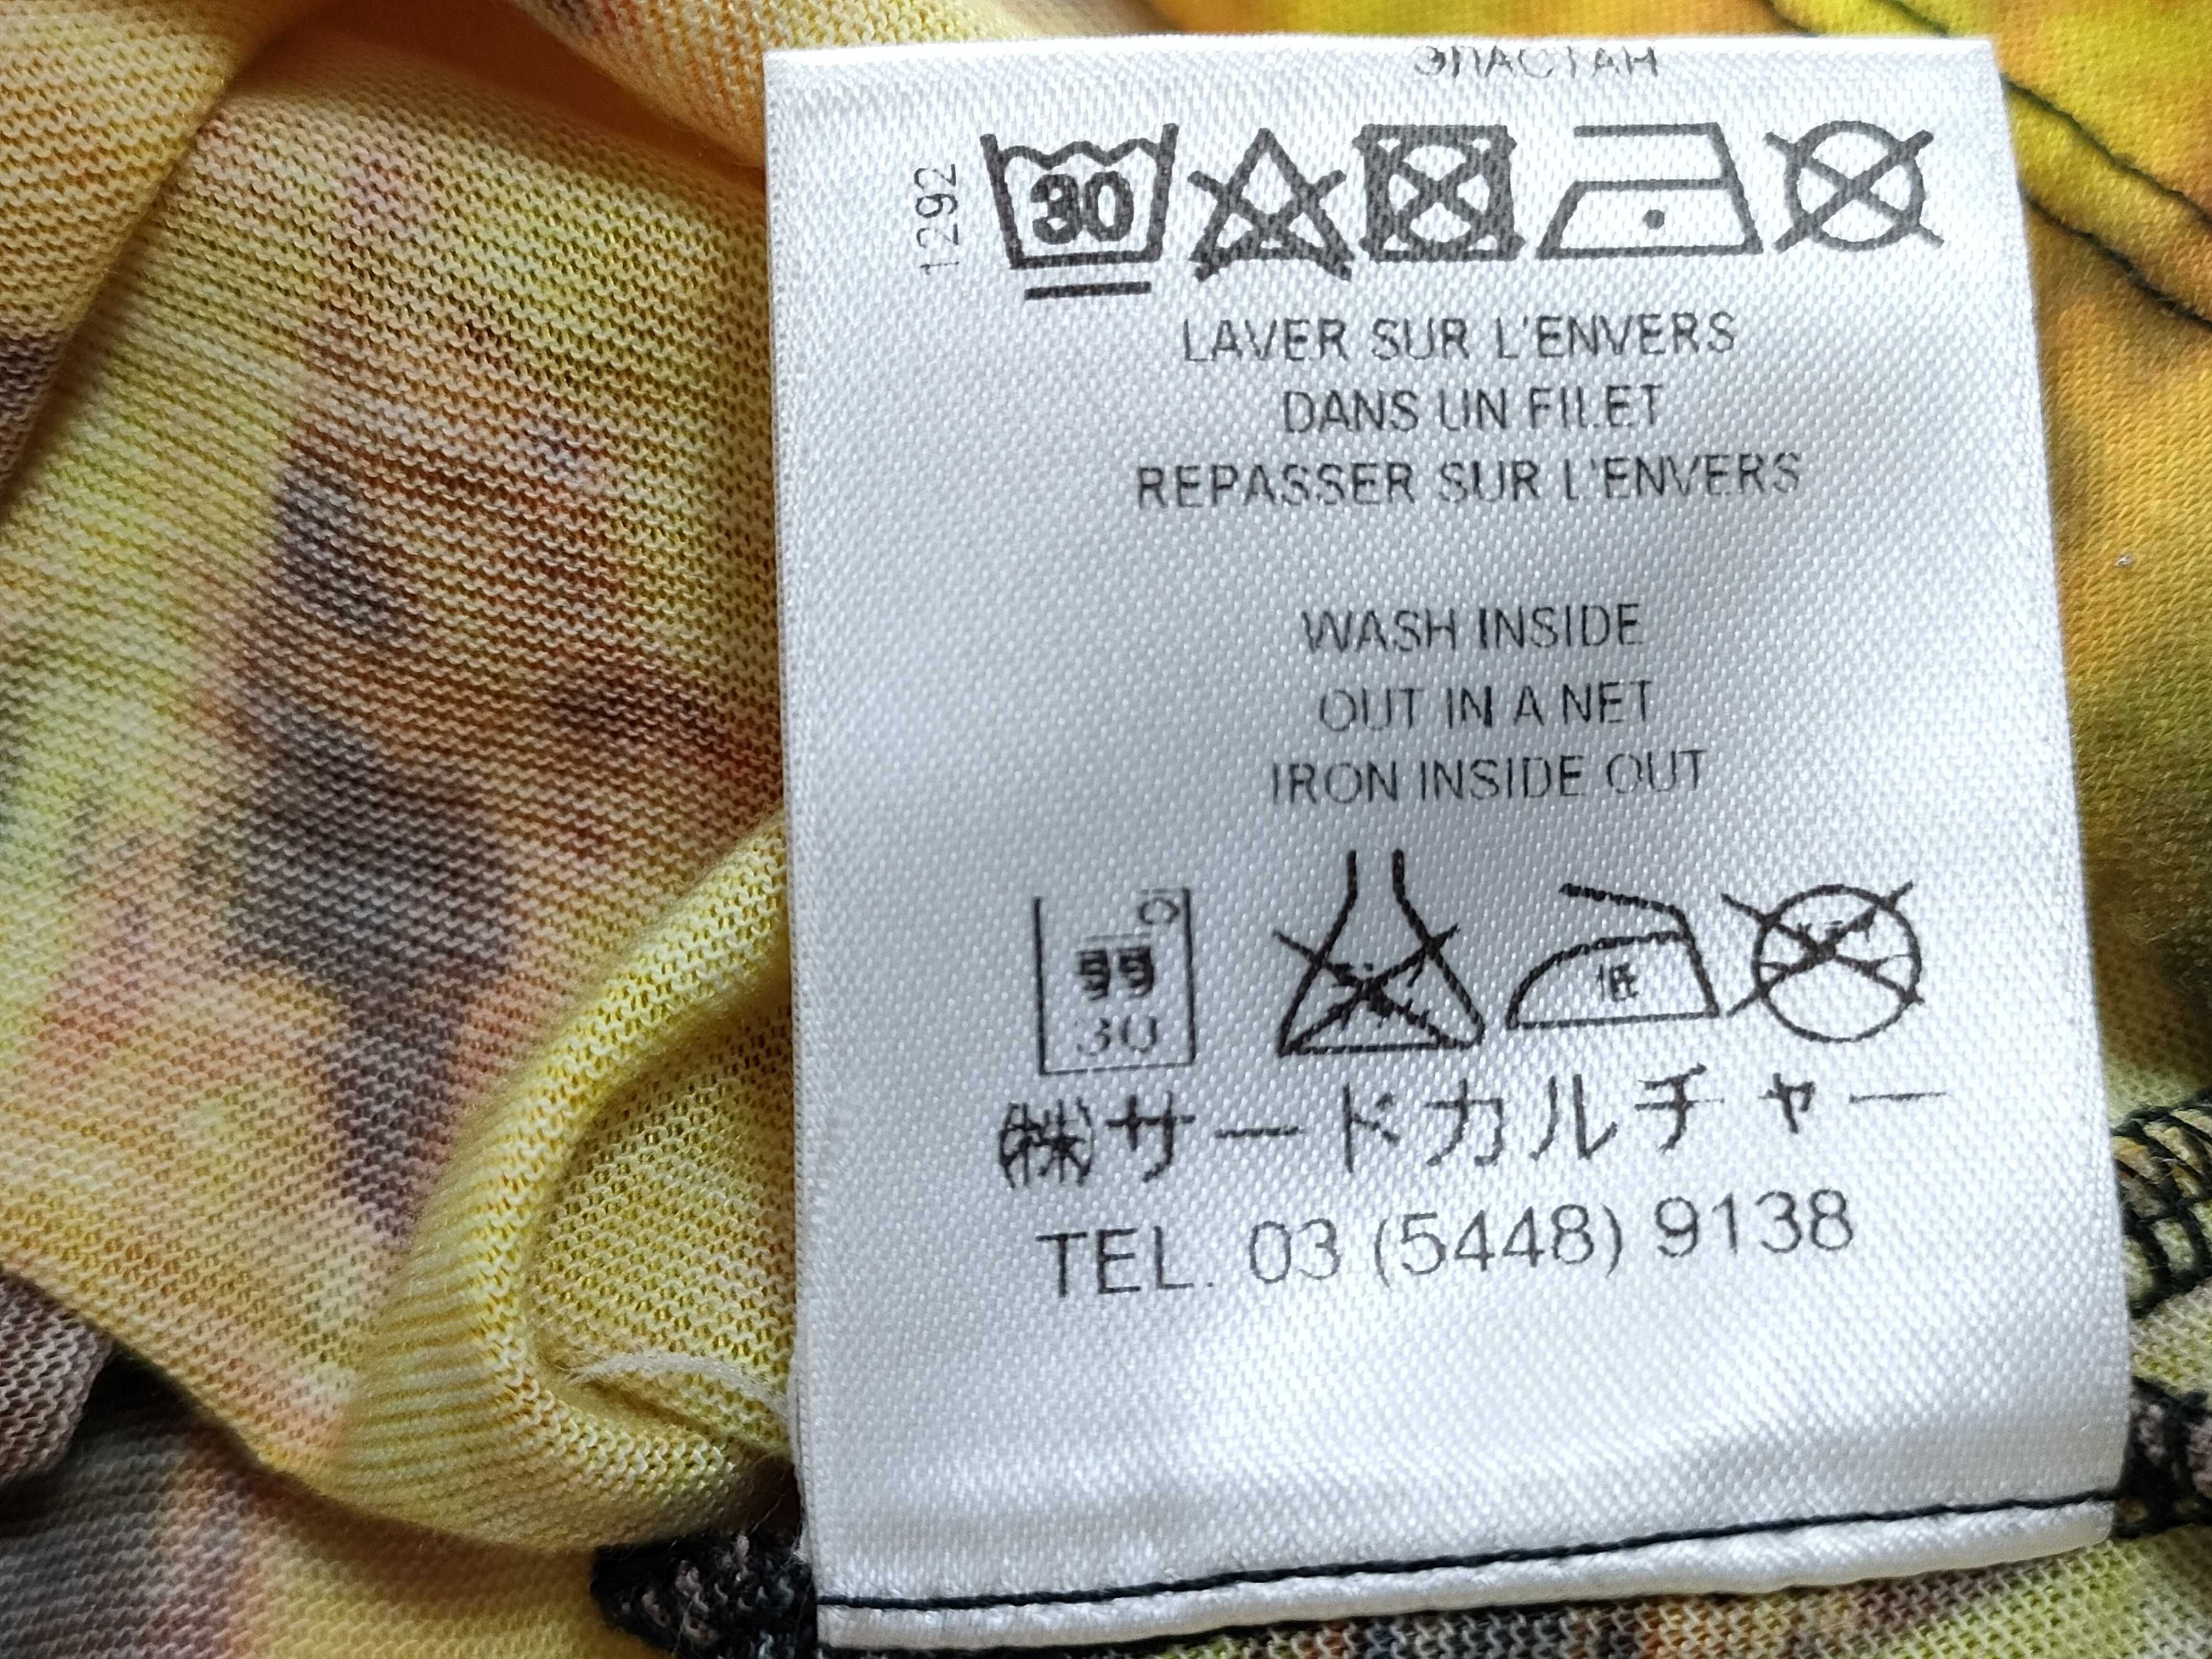 ЭЛАСТАН
1292
30
LAVER SUR L'ENVERS
DANS UN FILET
REPASSER SUR L'ENVERS
WASH INSIDE
OUT IN A NET
IRON INSIDE OUT
30
低
㈱サードカルチャー
TEL. 03 (5448) 9138